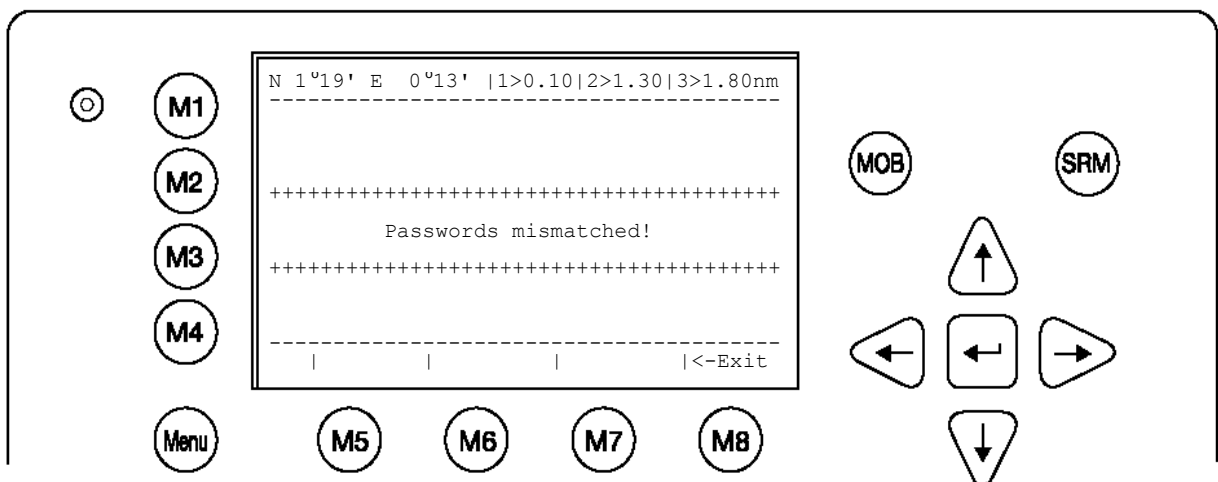 N 1°19' E 0°13' |1>0.10|2>1.30|3>1.80nm
----------------------------------------
++++++++++++++++++++++++++++++++++++++++
Passwords mismatched!
++++++++++++++++++++++++++++++++++++++++
----------------------------------------
| | | |<-Exit
M1
M2
M3
M4
Menu
M5 M6 M7 M8
MOB SRM